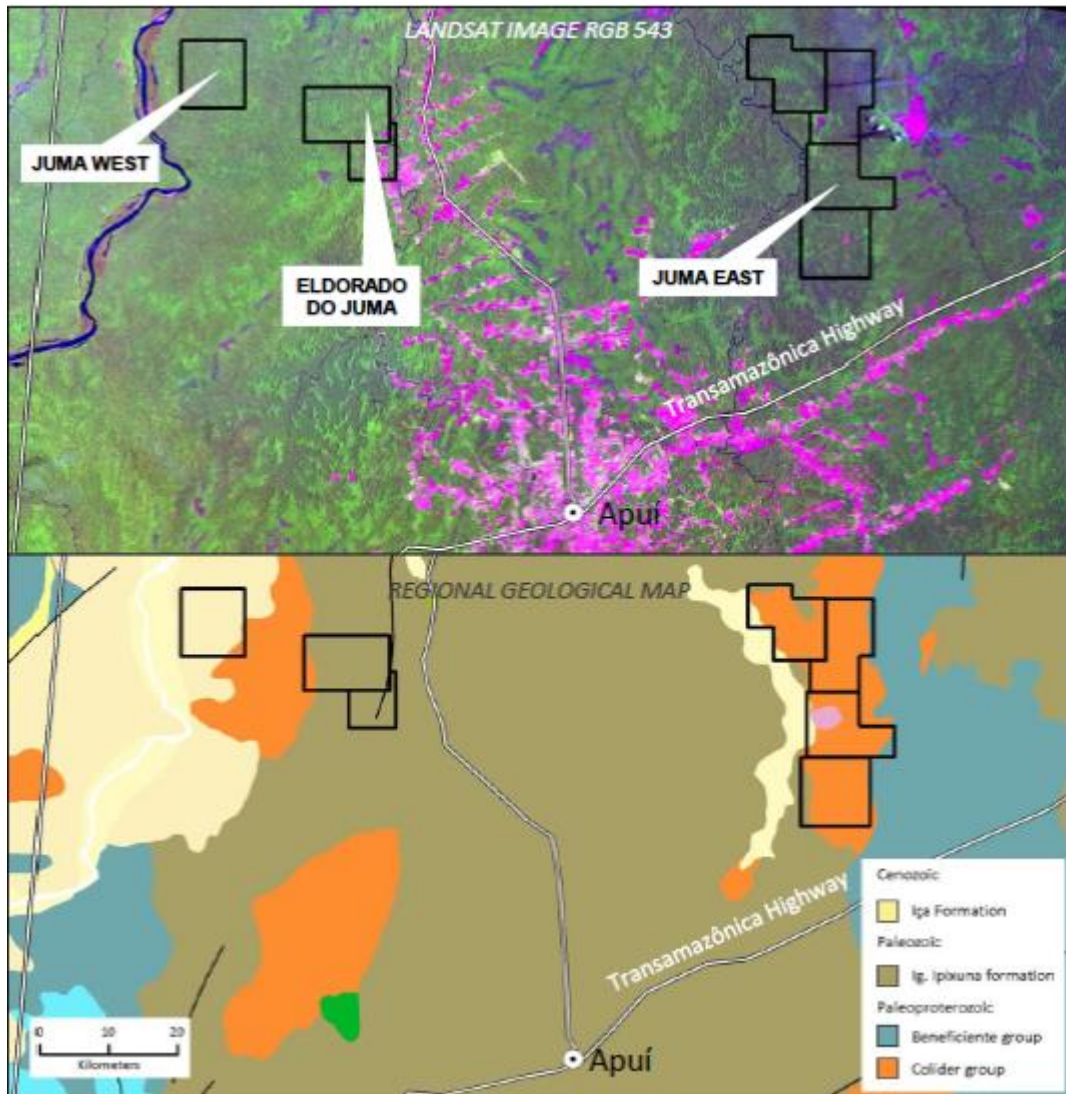 LANDSAT IMAGE RGB 543
JUMA WEST
ELDORADO
DO JUMA
JUMA EAST
Transamazônica Highway
Apuí
REGIONAL GEOLOGICAL MAP
Transamazônica Highway
Cenozoic
Iça Formation
Paleozoic
Ig. Ipixuna formation
Paleoproterozoic
Beneficiente group
Colider group
0 10 20
Kilometers
Apuí